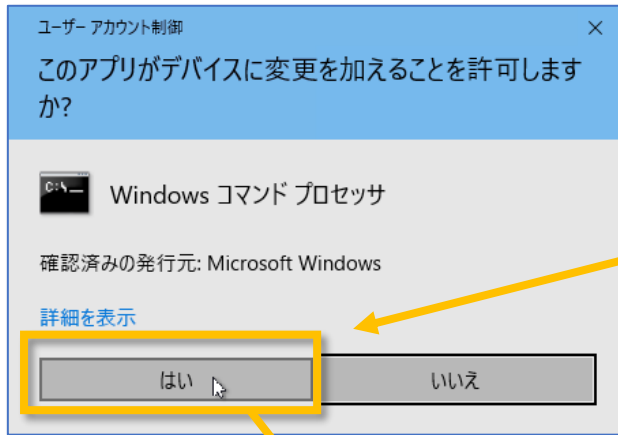 ユーザー アカウント制御
このアプリがデバイスに変更を加えることを許可します
か?
C:\_
Windows コマンド プロセッサ
確認済みの発行元: Microsoft Windows
詳細を表示
はい
いいえ